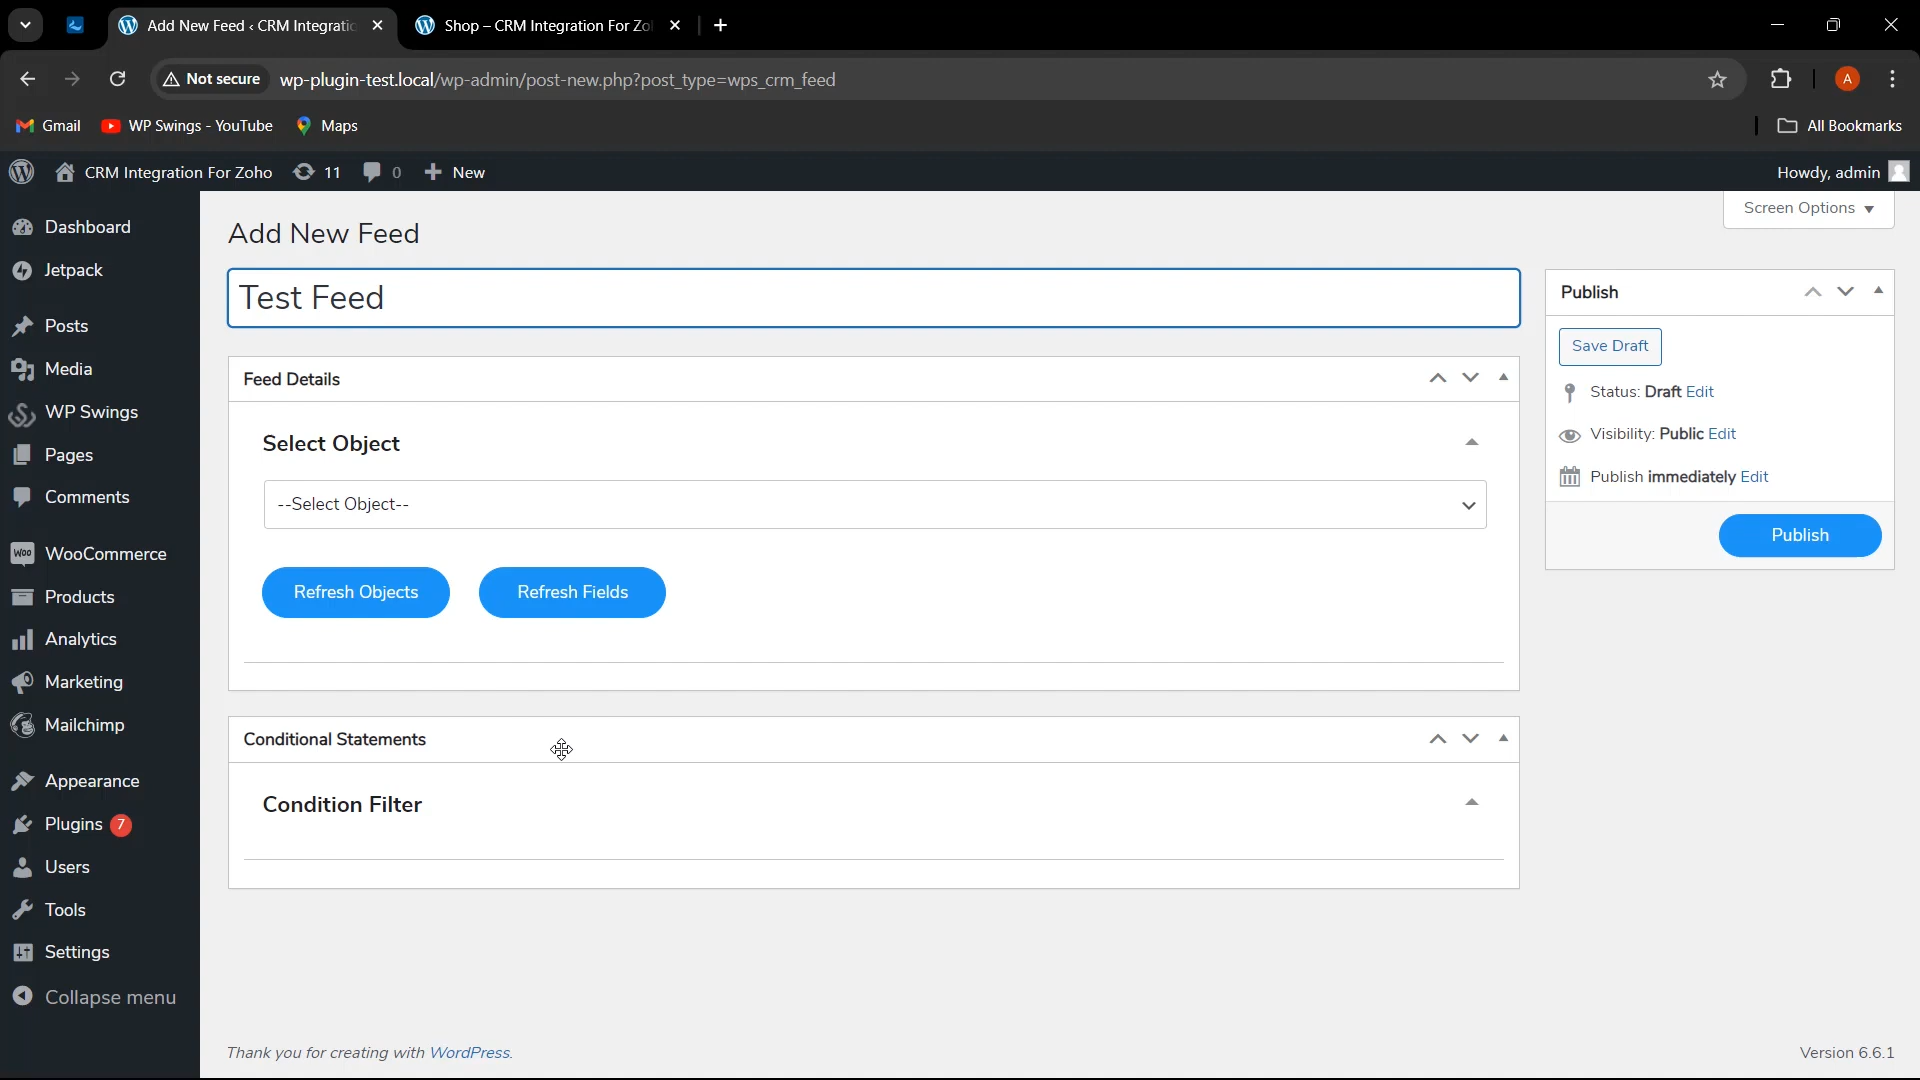 Add New Feed ‹ CRM Integratio
Shop – CRM Integration For Zo
Not secure
wp-plugin-test.local/wp-admin/post-new.php?post_type=wps_crm_feed
A
Gmail
WP Swings - YouTube
Maps
All Bookmarks
CRM Integration For Zoho
11
0
New
Howdy, admin
Dashboard
Jetpack
Posts
Media
WP Swings
Pages
Comments
Woo
WooCommerce
Products
Analytics
Marketing
Mailchimp
Appearance
Plugins 7
Users
Tools
Settings
Collapse menu
Screen Options
Add New Feed
Test Feed
Feed Details
Select Object
--Select Object--
Refresh Objects
Refresh Fields
Conditional Statements
Condition Filter
Publish
Save Draft
Status: Draft Edit
Visibility: Public Edit
Publish immediately Edit
Publish
Thank you for creating with WordPress.
Version 6.6.1